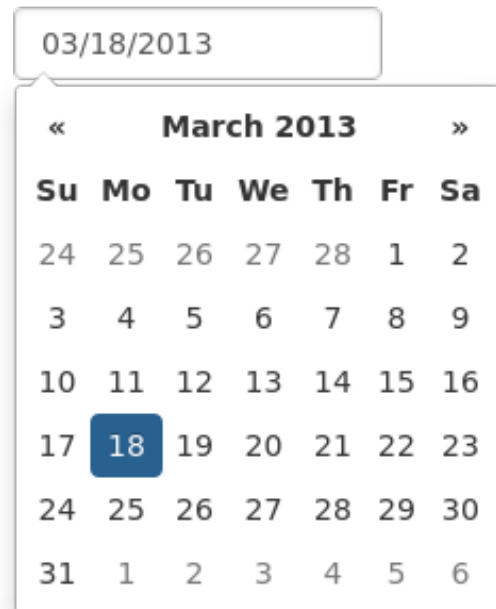 03/18/2013
« March 2013 »
Su Mo Tu We Th Fr Sa
24 25 26 27 28 1 2
3 4 5 6 7 8 9
10 11 12 13 14 15 16
17 18 19 20 21 22 23
24 25 26 27 28 29 30
31 1 2 3 4 5 6